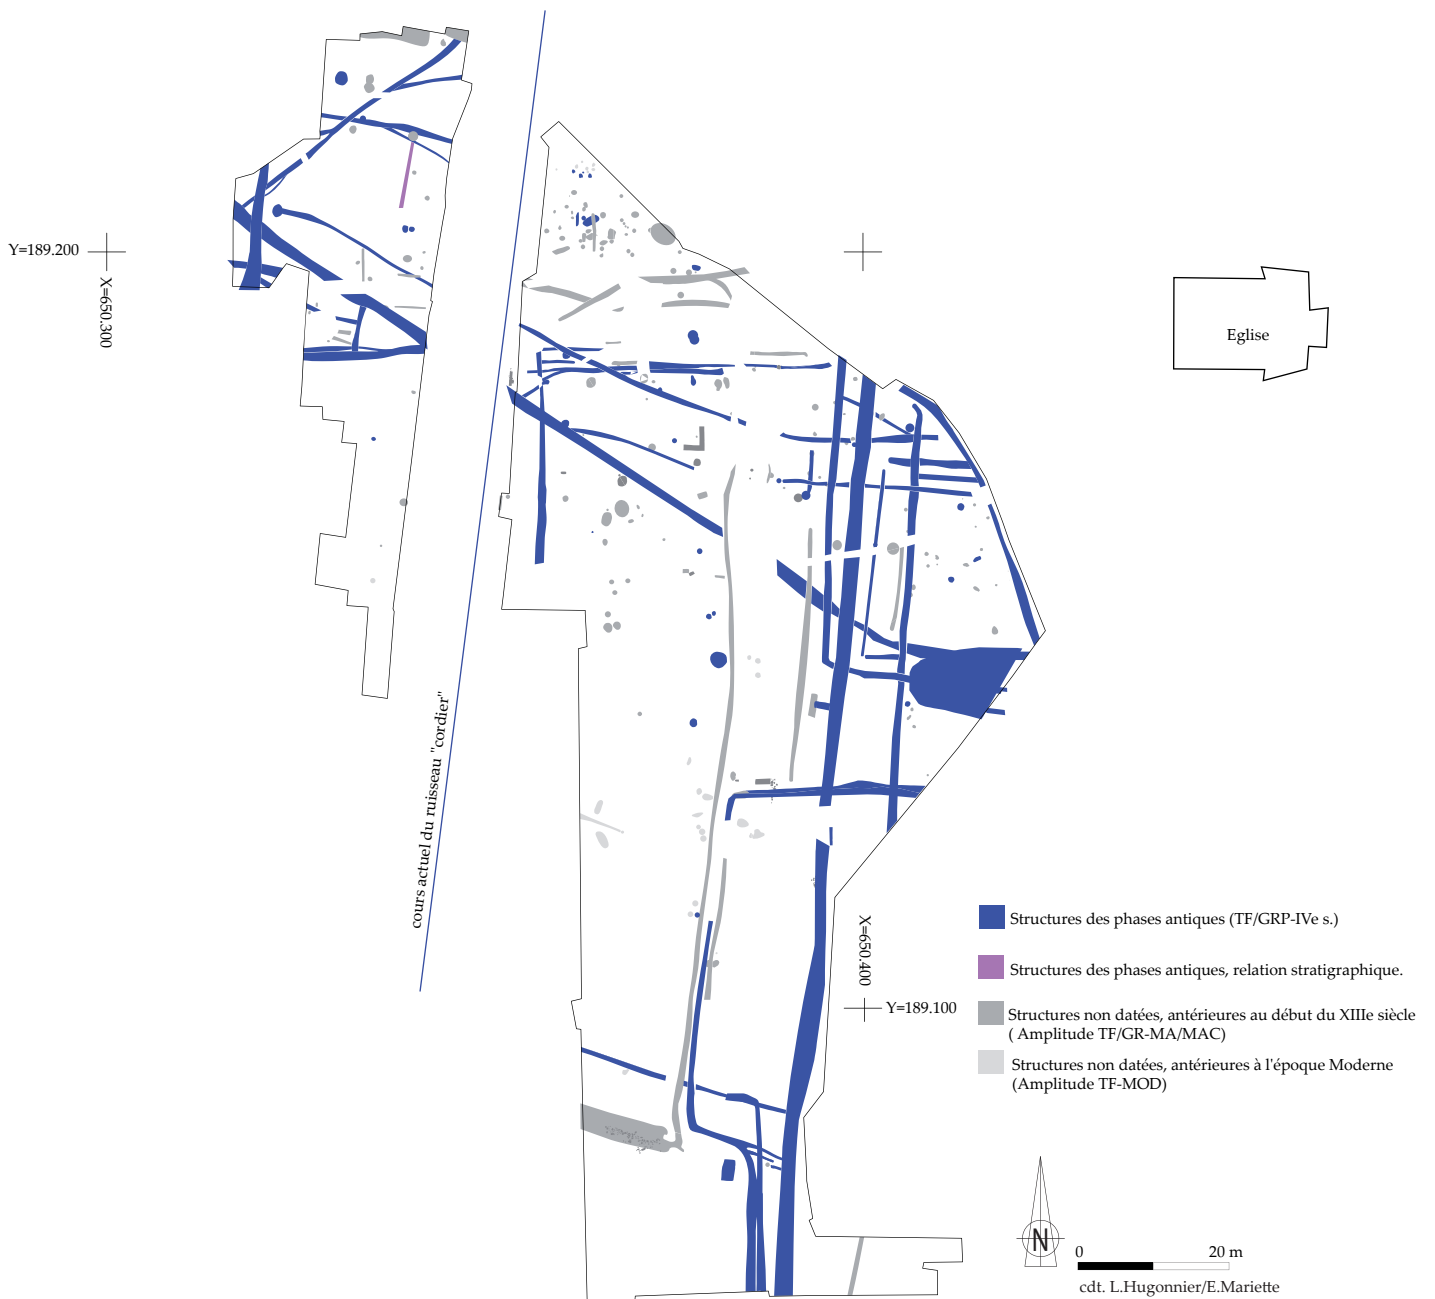 Y=189.200
X=650.300
Eglise
cours actuel du ruisseau "cordier"
X=650.400
Y=189.100
Structures des phases antiques (TF/GRP-IVe s.)
Structures des phases antiques, relation stratigraphique.
Structures non datées, antérieures au début du XIIIe siècle
( Amplitude TF/GR-MA/MAC)
Structures non datées, antérieures à l'époque Moderne
(Amplitude TF-MOD)
N
0 20 m
cdt. L.Hugonnier/E.Mariette